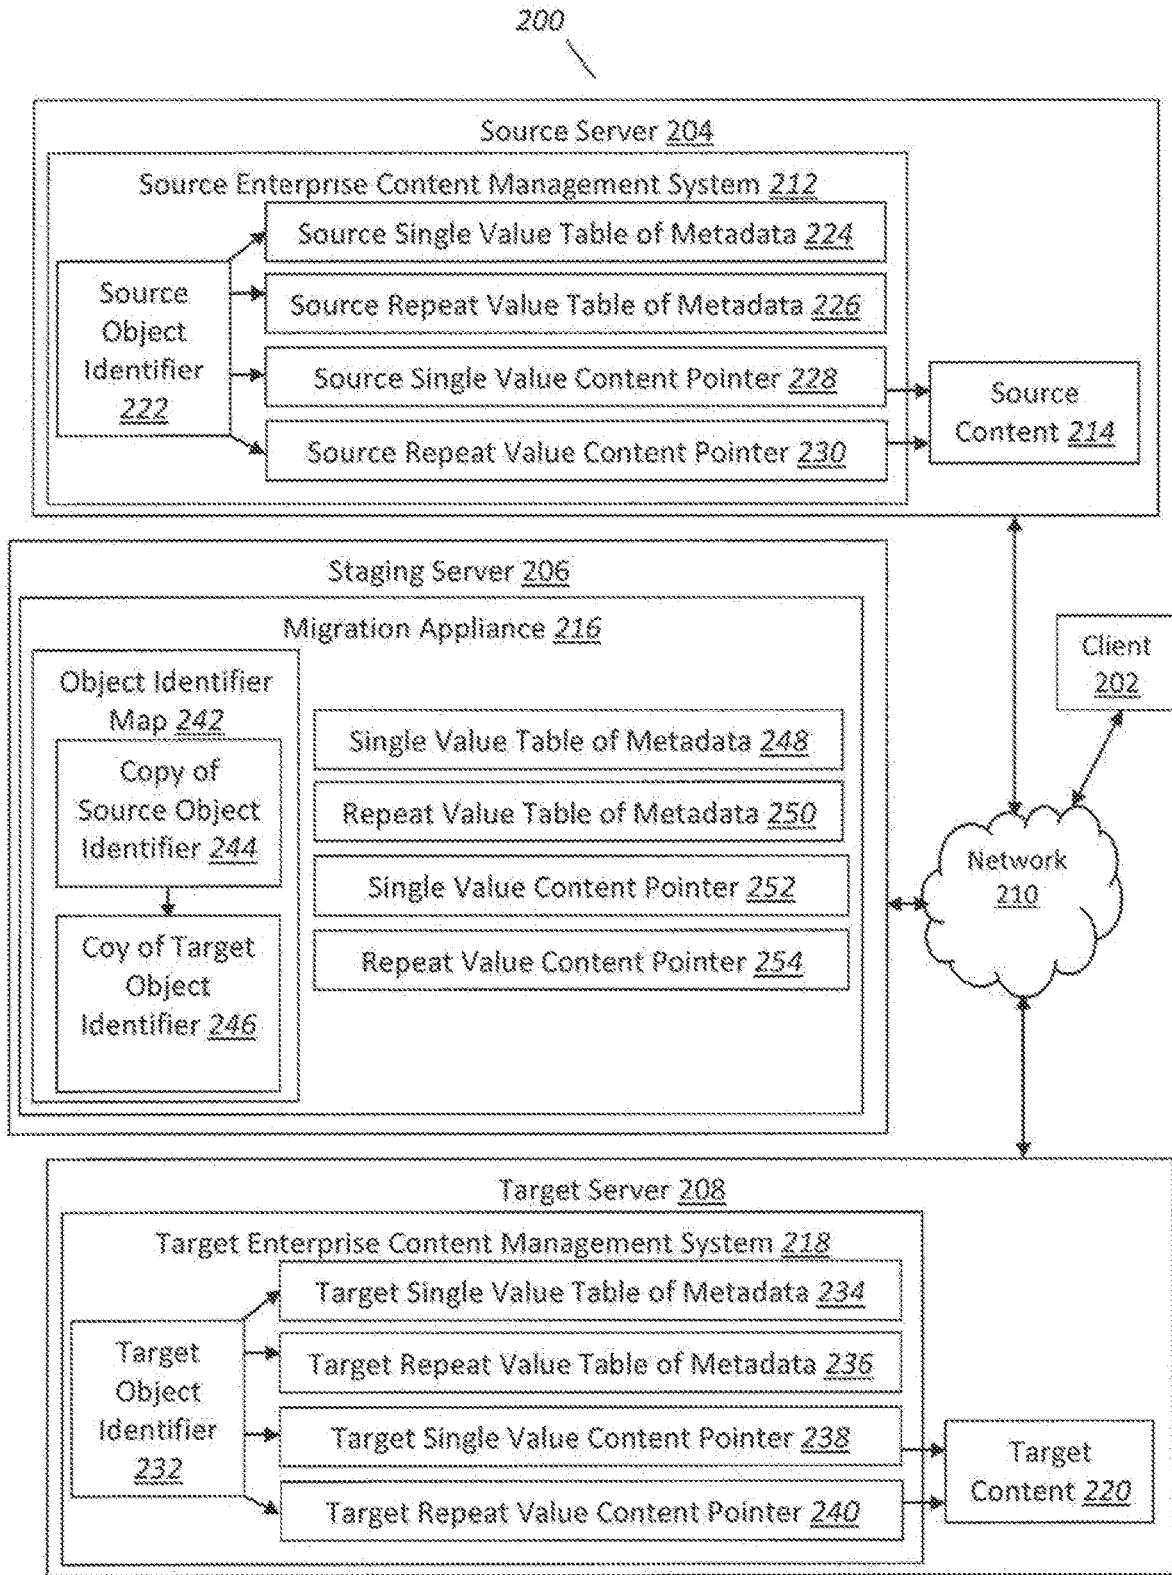 200
Source Server 204
Source Enterprise Content Management System 212
Source Single Value Table of Metadata 224
Source
Object
Identifier
222
Source Repeat Value Table of Metadata 226
Source Single Value Content Pointer 228
Source Repeat Value Content Pointer 230
Source
Content 214
Staging Server 206
Migration Appliance 216
Object Identifier
Map 242
Copy of
Source Object
Identifier 244
Coy of Target
Object
Identifier 246
Single Value Table of Metadata 248
Repeat Value Table of Metadata 250
Single Value Content Pointer 252
Repeat Value Content Pointer 254
Client
202
Network
210
Target Server 208
Target Enterprise Content Management System 218
Target Single Value Table of Metadata 234
Target
Object
Identifier
232
Target Repeat Value Table of Metadata 236
Target Single Value Content Pointer 238
Target Repeat Value Content Pointer 240
Target
Content 220